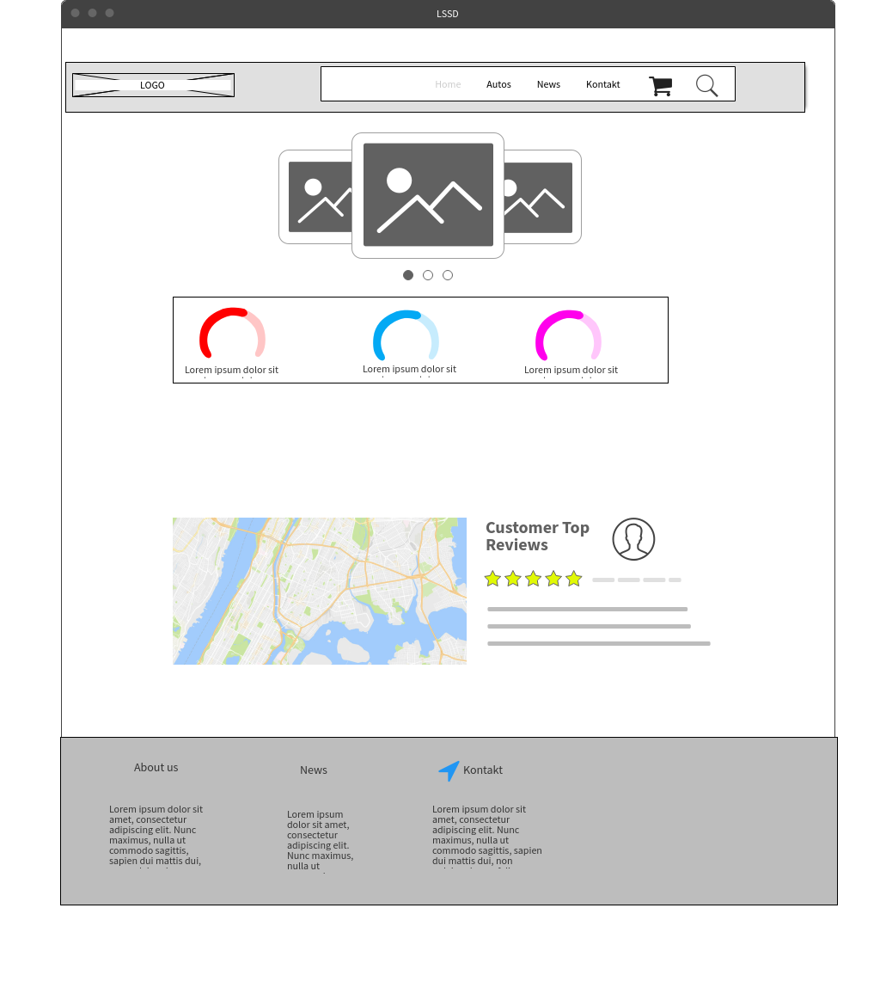 LSSD
LOGO
Home Autos News Kontakt
Lorem ipsum dolor sit
Lorem ipsum dolor sit
Lorem ipsum dolor sit
Customer Top
Reviews
About us
Lorem ipsum dolor sit
amet, consectetur
adipiscing elit. Nunc
maximus, nulla ut
commodo sagittis,
sapien dui mattis dui,
News
Lorem ipsum
dolor sit amet,
consectetur
adipiscing elit.
Nunc maximus,
nulla ut
Kontakt
Lorem ipsum dolor sit
amet, consectetur
adipiscing elit. Nunc
maximus, nulla ut
commodo sagittis, sapien
dui mattis dui, non